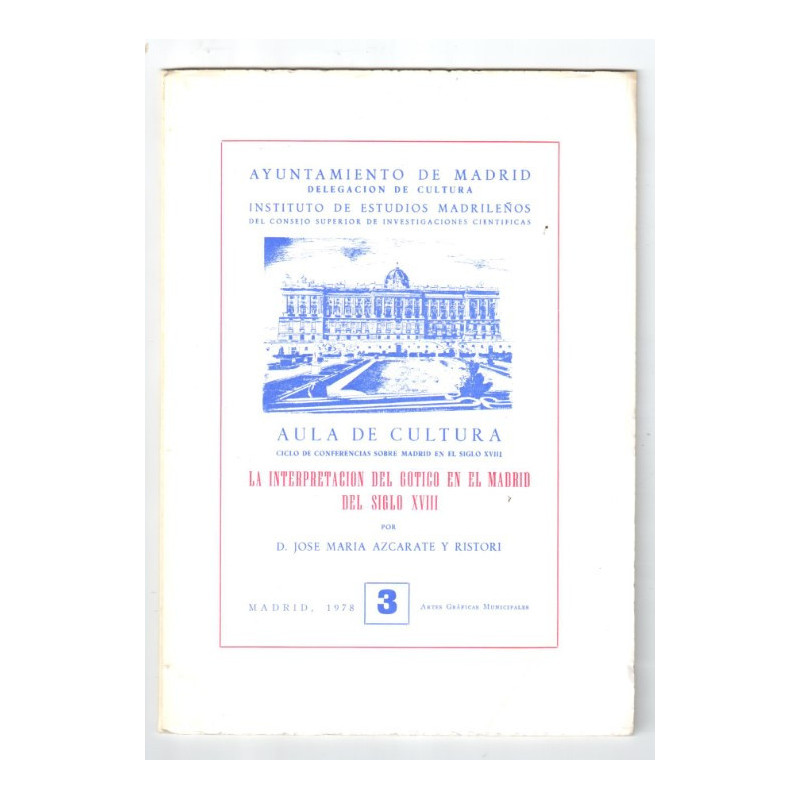 AYUNTAMIENTO DE MADRID
DELEGACION DE CULTURA
INSTITUTO DE ESTUDIOS MADRILEÑOS
DEL CONSEJO SUPERIOR DE INVESTIGACIONES CIENTIFICAS
AULA DE CULTURA
CICLO DE CONFERENCIAS SOBRE MADRID EN EL SIGLO XVIII
LA INTERPRETACION DEL GOTICO EN EL MADRID
DEL SIGLO XVIII
POR
D. JOSE MARIA AZCARATE Y RISTORI
MADRID, 1978 3 ARTES GRÁFICAS MUNICIPALES